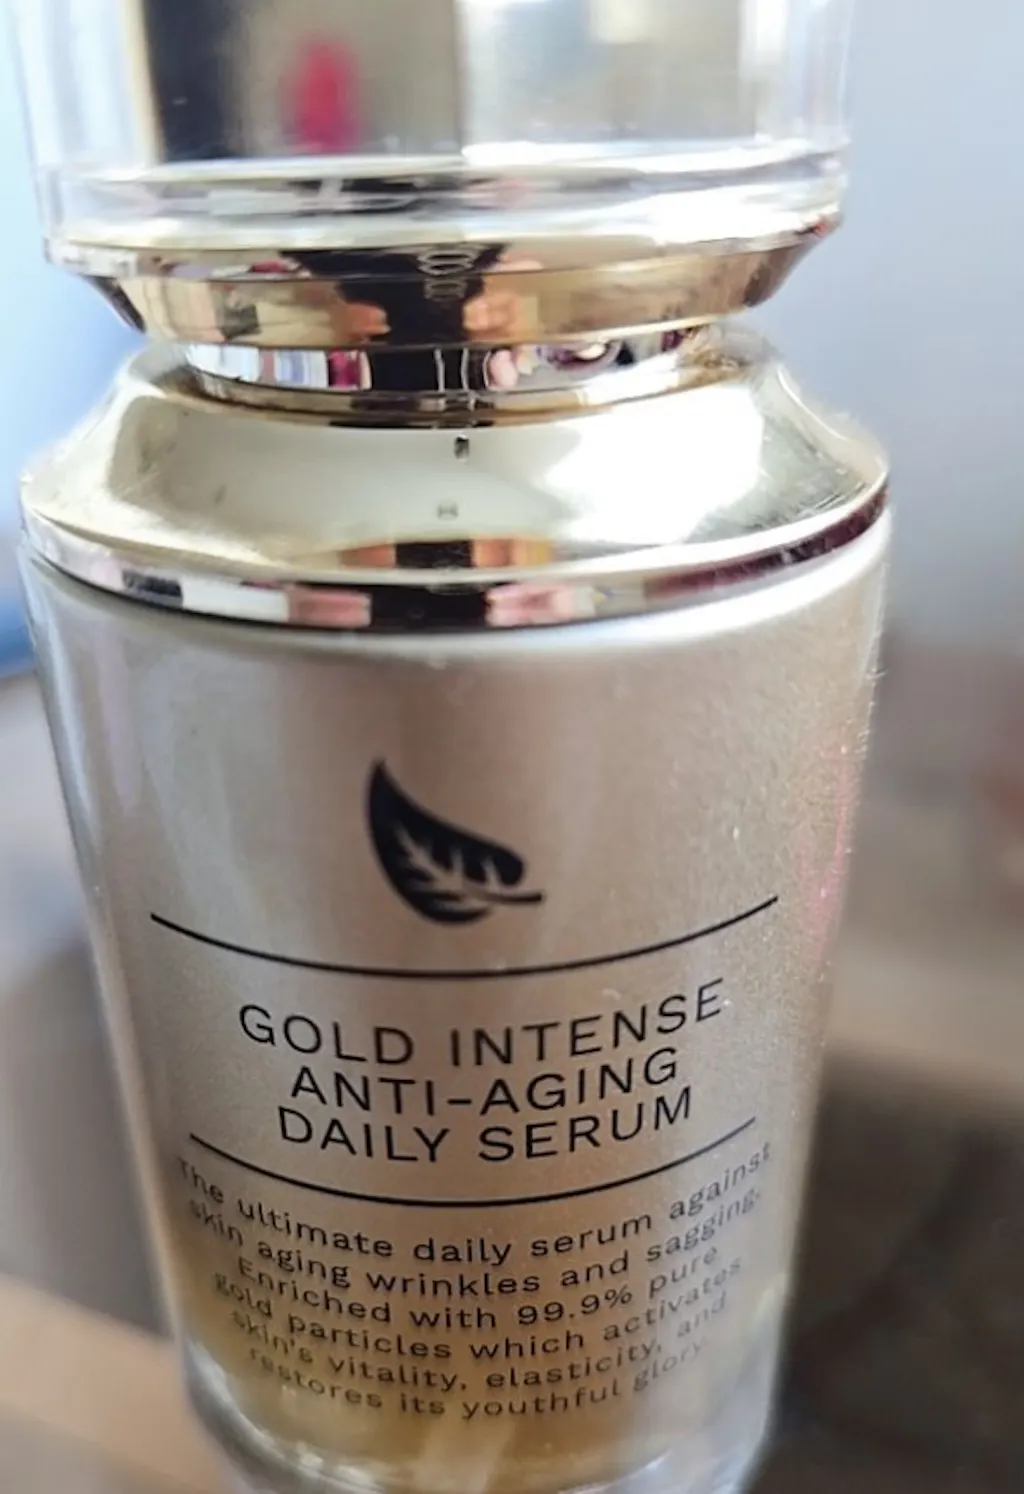 GOLD INTENSE
ANTI-AGING
DAILY SERUM
The ultimate daily serum against
skin aging wrinkles and sagging.
Enriched with 99.9% pure
gold particles which activates
skin's vitality, elasticity, and
restores its youthful glory.